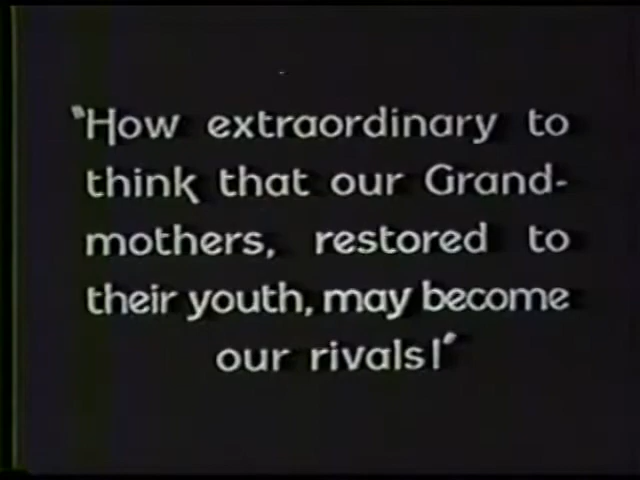 "How extraordinary to
think that our Grand-
mothers, restored to
their youth, may become
our rivals!"